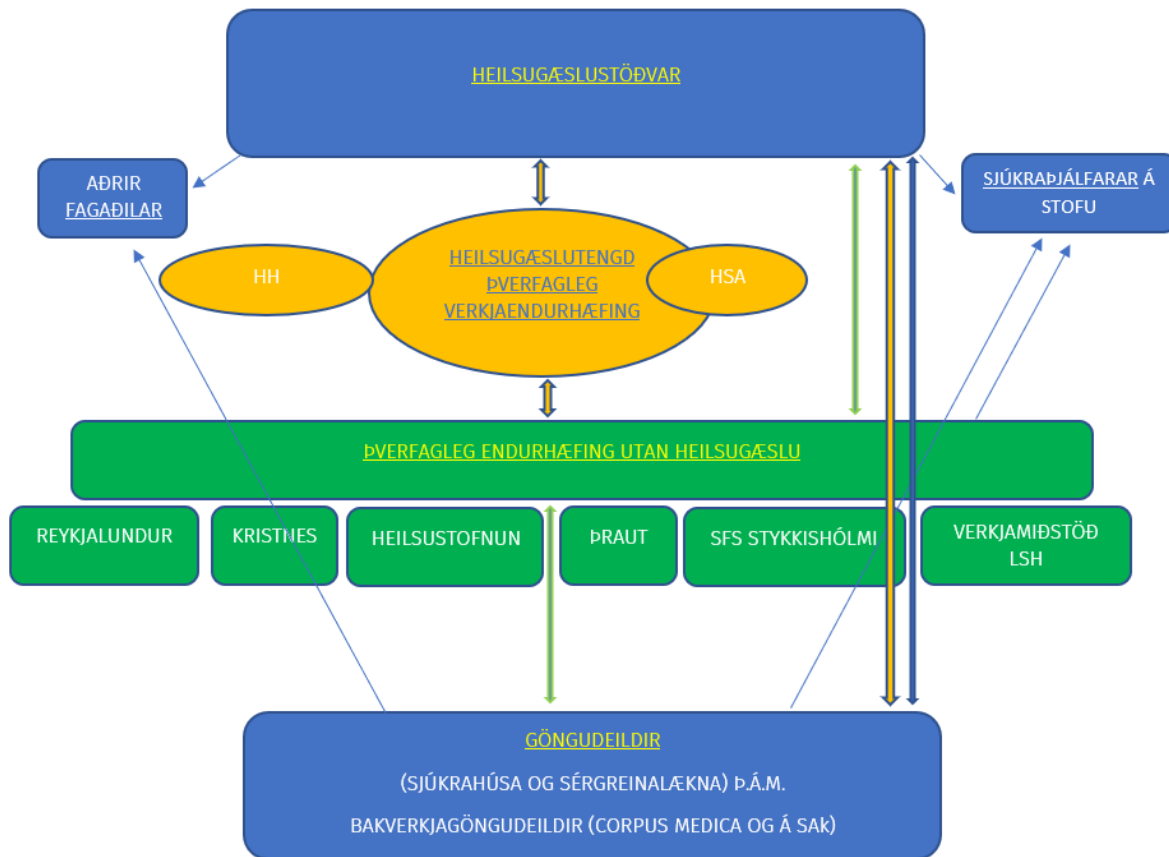 HEILSUGÆSLUSTÖÐVAR
AÐRIR
FAGAÐILAR
SJÚKRAÞJÁLFARAR Á
STOFU
HH
HEILSUGÆSLUTENGD
ÞVERFAGLEG
VERKJAENDURHÆFING
HSA
ÞVERFAGLEG ENDURHÆFING UTAN HEILSUGÆSLU
REYKJALUNDUR
KRISTNES
HEILSUSTOFNUN
ÞRAUT
SFS STYKKISHÓLMI
VERKJAMIÐSTÖÐ
LSH
GÖNGUDEILDIR
(SJÚKRAHÚSA OG SÉRGREINALÆKNA) Þ.Á.M.
BAKVERKJAGÖNGUDEILDIR (CORPUS MEDICA OG Á SAk)